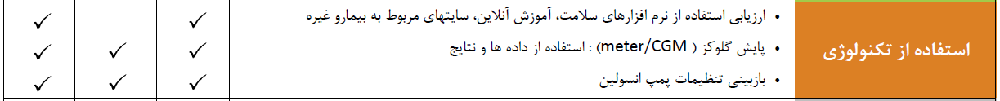 استفاده از تکنولوژی
• ارزیابی استفاده از نرم افزارهای سلامت، آموزش آنلاین، سایتهای مربوط به بیمارو غیره ✓ ✓
• پایش گلوکز ( meter/CGM) : استفاده از داده ها و نتایج ✓ ✓ ✓
• بازبینی تنظیمات پمپ انسولین ✓ ✓ ✓